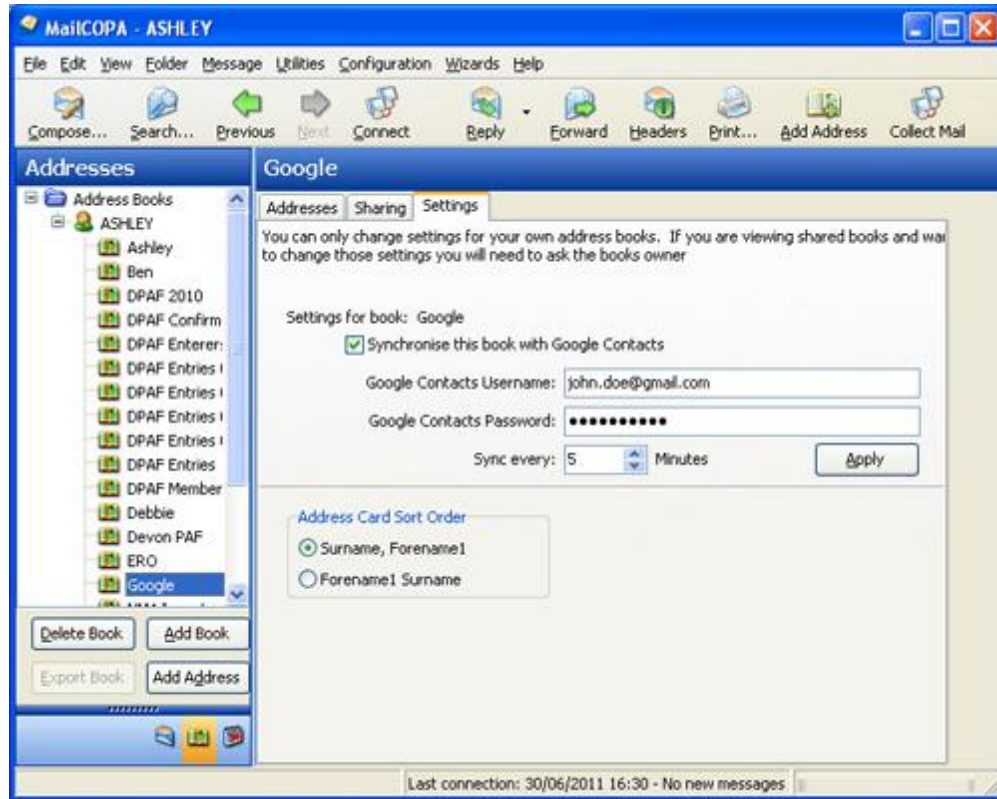 MailCOPA - ASHLEY
File Edit View Folder Message Utilities Configuration Wizards Help
Compose... Search... Previous Next Connect Reply Forward Headers Print... Add Address Collect Mail
Addresses
Google
Address Books
ASHLEY
Ashley
Ben
DPAF 2010
DPAF Confirm
DPAF Enterer
DPAF Entries
DPAF Entries
DPAF Entries
DPAF Entries
DPAF Entries
DPAF Member
Debbie
Devon PAF
ERO
Google
Delete Book Add Book
Export Book Add Address
Addresses Sharing Settings
You can only change settings for your own address books. If you are viewing shared books and wa
to change those settings you will need to ask the books owner
Settings for book: Google
Synchronise this book with Google Contacts
Google Contacts Username: john.doe@gmail.com
Google Contacts Password: ●●●●●●●●●●
Sync every: 5 Minutes Apply
Address Card Sort Order
Surname, Forename1
Forename1 Surname
Last connection: 30/06/2011 16:30 - No new messages